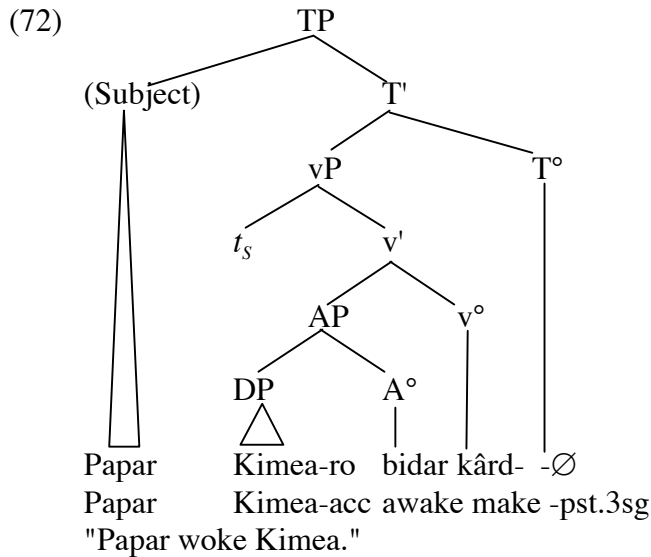 (72) TP
(Subject) T'
vP T°
t_s v'
AP v°
DP A°
Papar Kimea-ro bidar kârd- -∅
Papar Kimea-acc awake make -pst.3sg
"Papar woke Kimea."